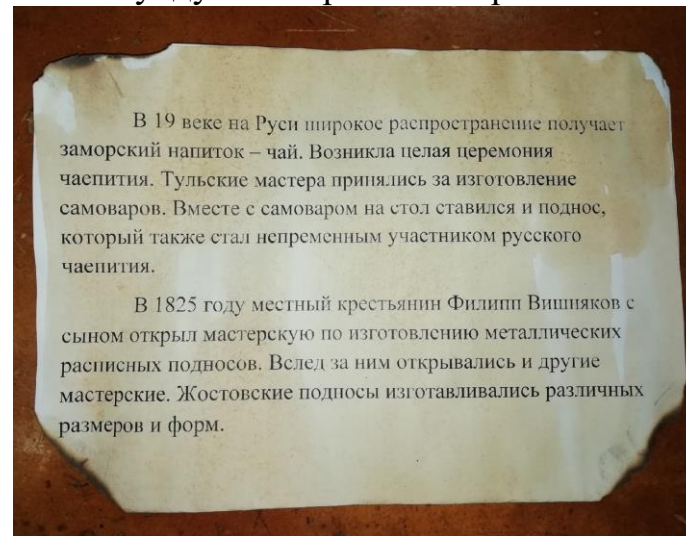 В 19 веке на Руси широкое распространение получает
заморский напиток – чай. Возникла целая церемония
чаепития. Тульские мастера принялись за изготовление
самоваров. Вместе с самоваром на стол ставился и поднос,
который также стал непременным участником русского
чаепития.
В 1825 году местный крестьянин Филипп Вишняков с
сыном открыл мастерскую по изготовлению металлических
расписных подносов. Вслед за ним открывались и другие
мастерские. Жостовские подносы изготавливались различных
размеров и форм.